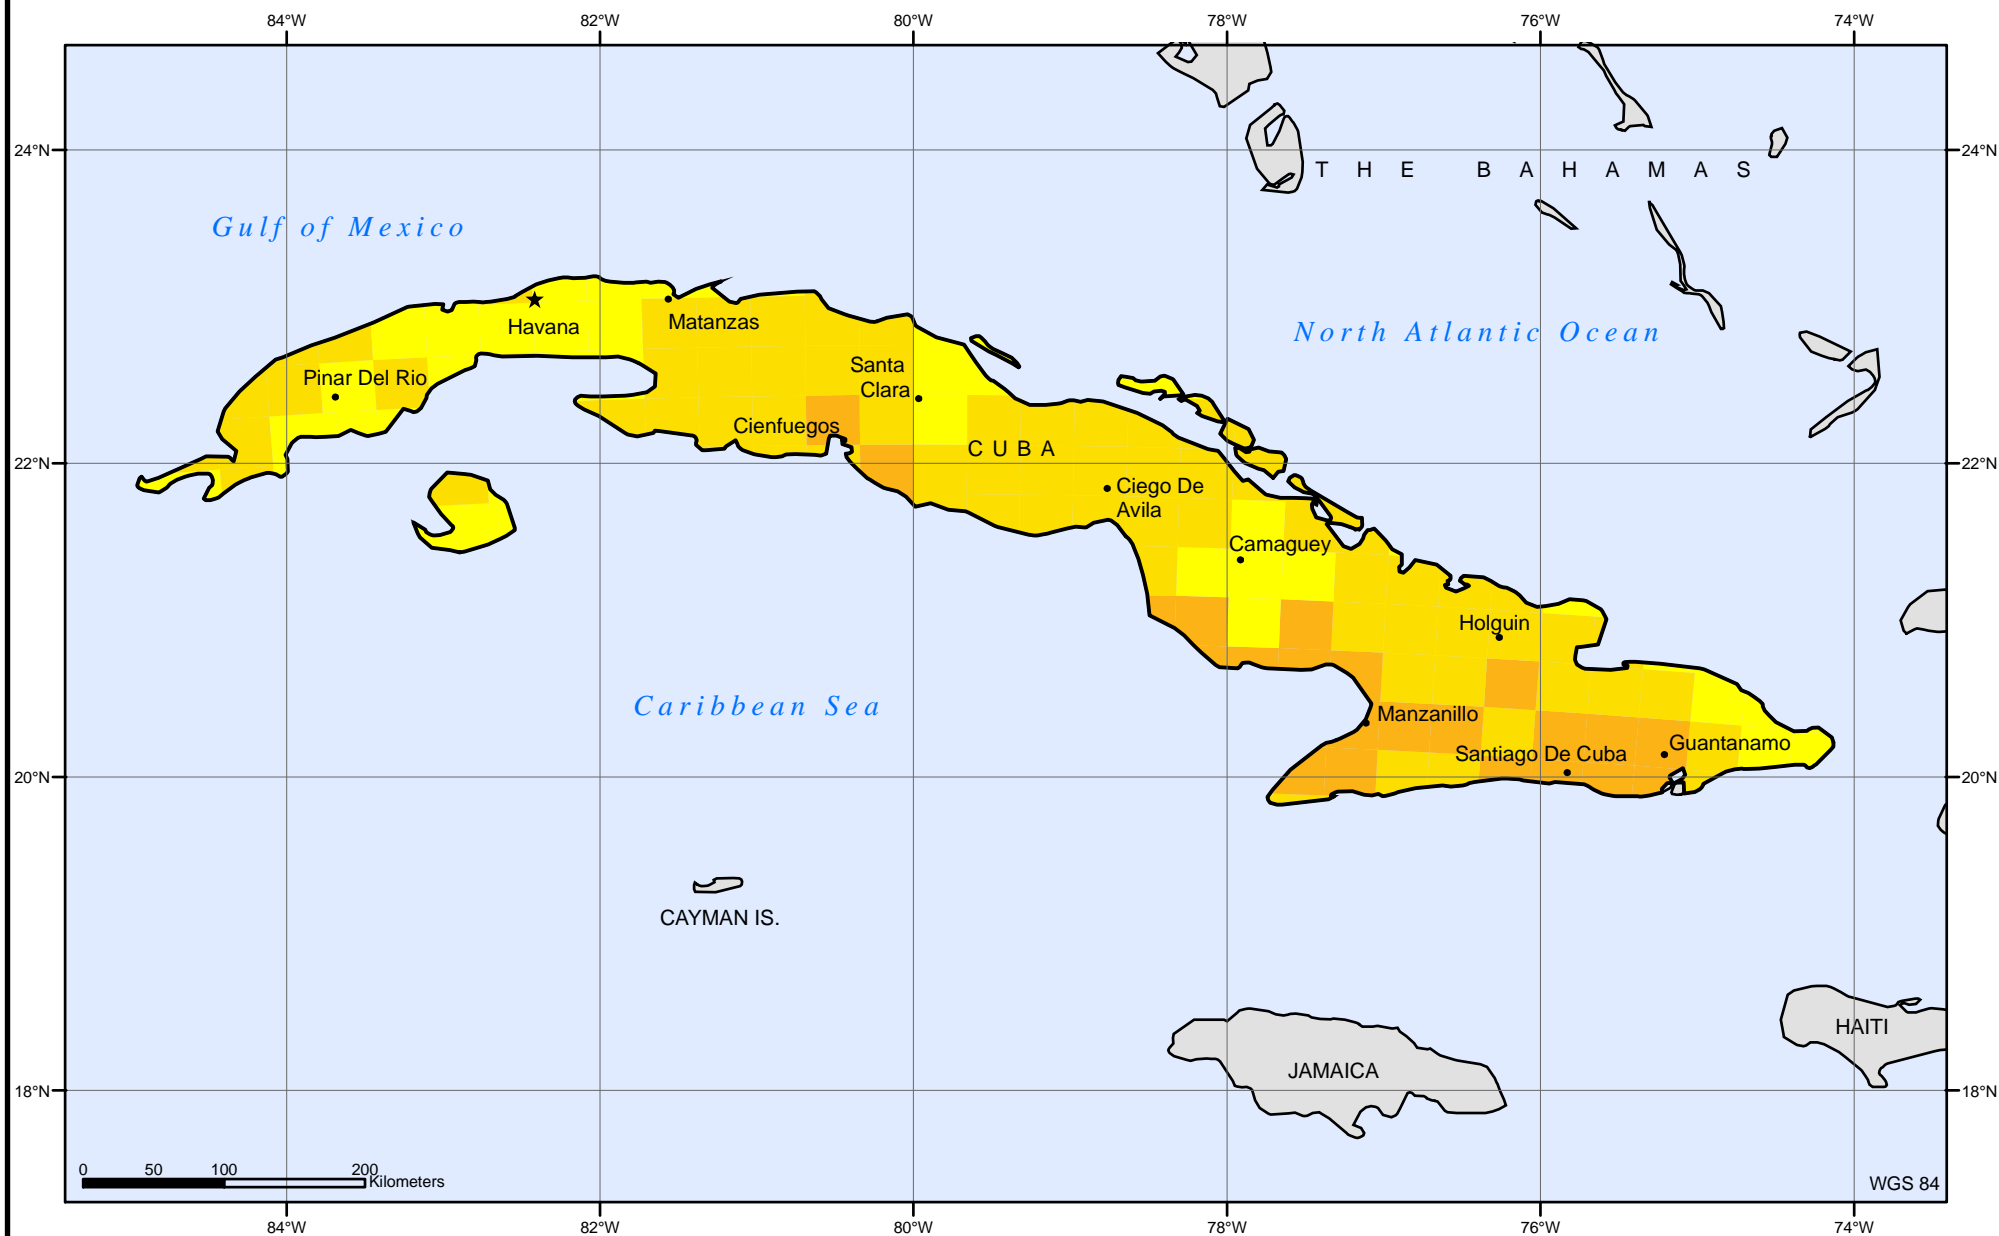 84°W 82°W 80°W 78°W 76°W 74°W
24°N 24°N
THE BAHAMAS
Gulf of Mexico
North Atlantic Ocean
Havana
Matanzas
Santa
Clara
Pinar Del Rio
Cienfuegos
CUBA
22°N 22°N
Ciego De
Avila
Camaguey
Holguin
Caribbean Sea
Manzanillo
Santiago De Cuba
Guantanamo
20°N 20°N
CAYMAN IS.
HAITI
JAMAICA
18°N 18°N
0 50 100 200
Kilometers
WGS 84
84°W 82°W 80°W 78°W 76°W 74°W